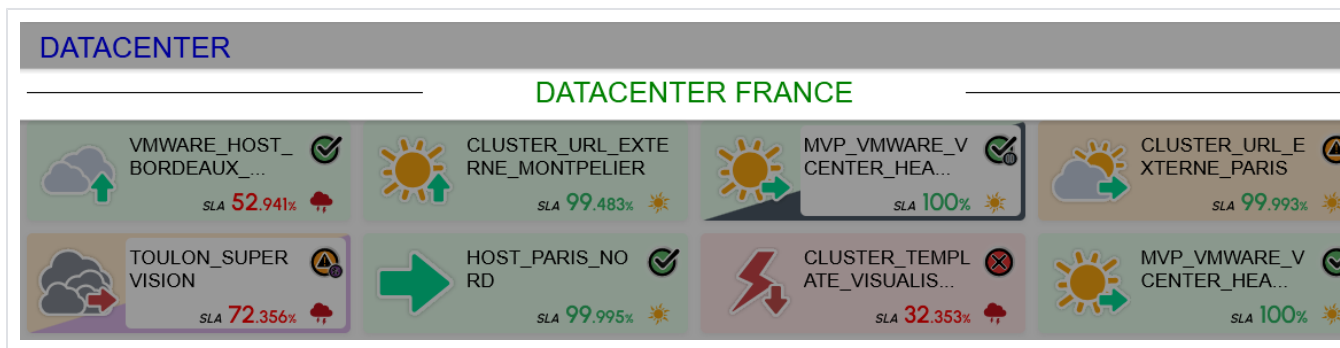 DATACENTER
DATACENTER FRANCE
VMWARE_HOST_
BORDEAUX_...
SLA 52.941%
CLUSTER_URL_EXTE
RNE_MONTPELIER
SLA 99.483%
MVP_VMWARE_V
CENTER_HEA...
SLA 100%
CLUSTER_URL_E
XTERNE_PARIS
SLA 99.993%
TOULON_SUPER
VISION
SLA 72.356%
HOST_PARIS_NO
RD
SLA 99.995%
CLUSTER_TEMPL
ATE_VISUALIS...
SLA 32.353%
MVP_VMWARE_V
CENTER_HEA...
SLA 100%